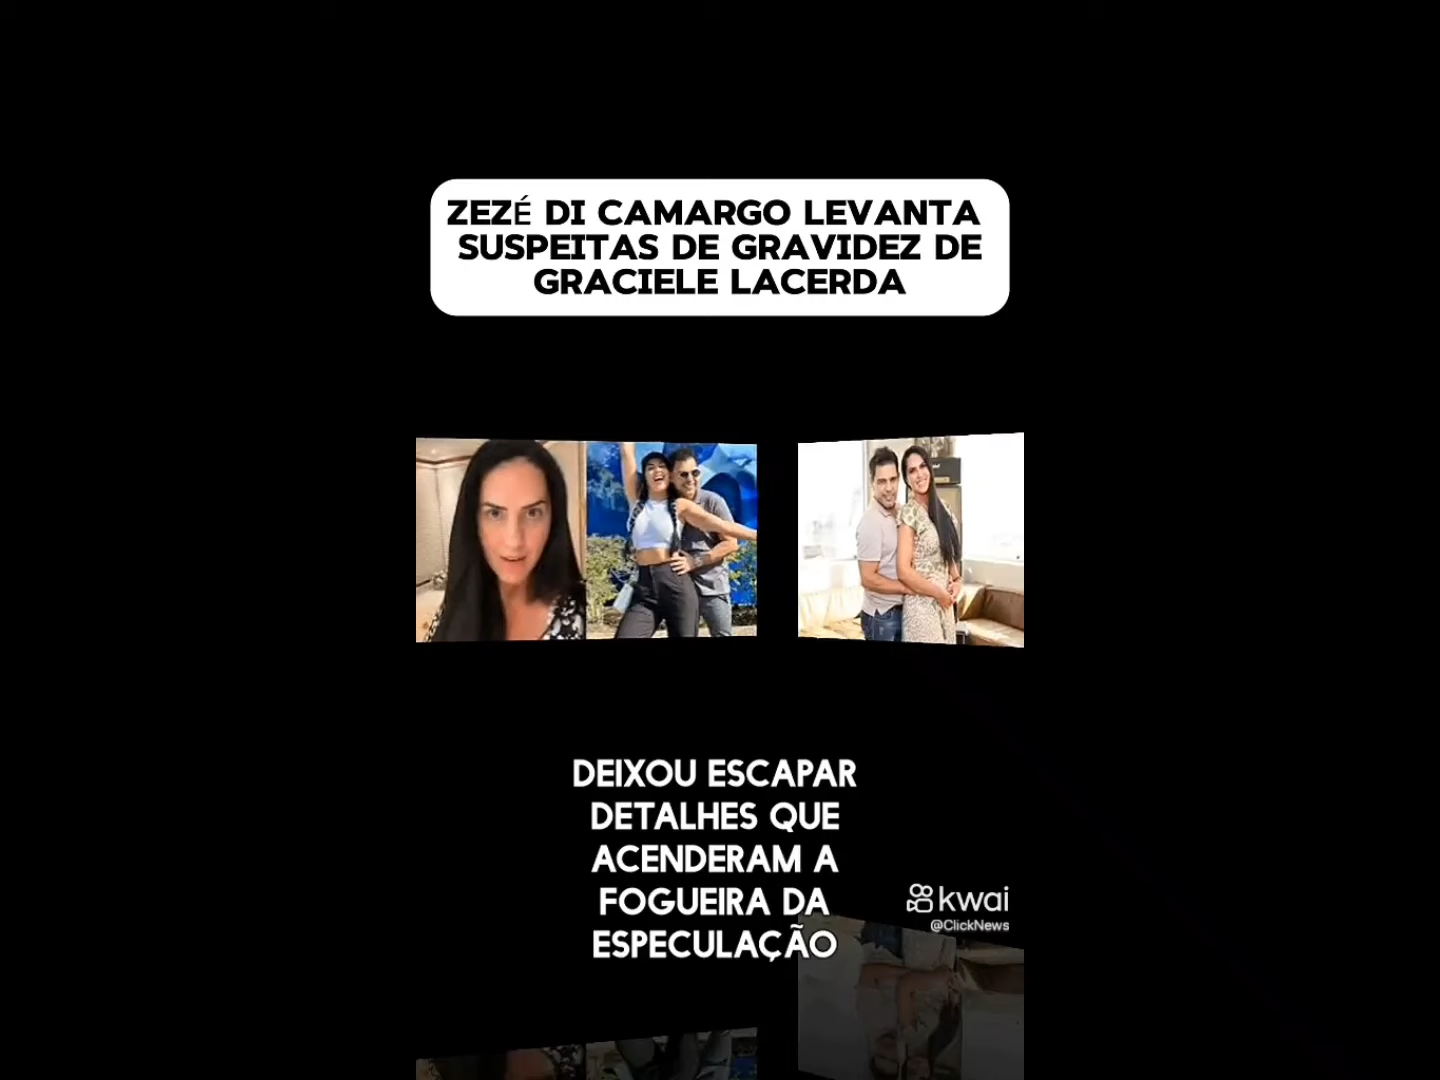 ZEZÉ DI CAMARGO LEVANTA
SUSPEITAS DE GRAVIDEZ DE
GRACIELE LACERDA
DEIXOU ESCAPAR
DETALHES QUE
ACENDERAM A
FOGUEIRA DA
ESPECULAÇÃO
kwai
@ClickNews